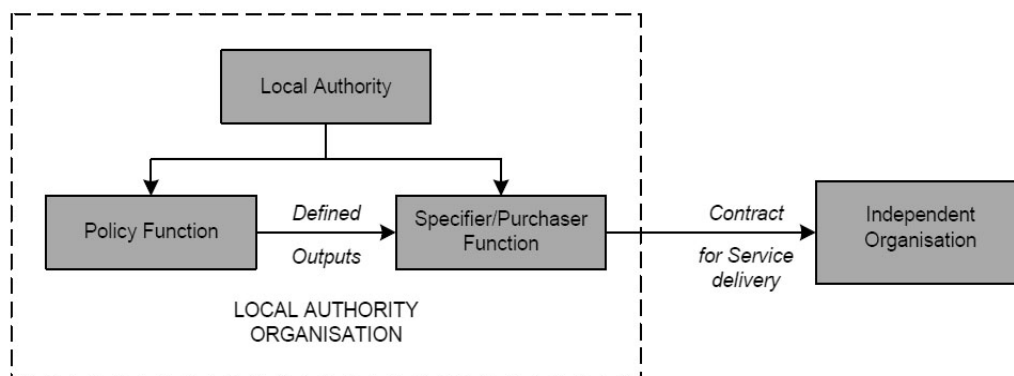 Local Authority
Policy Function
Defined
Outputs
Specifier/Purchaser
Function
Contract
for Service
delivery
Independent
Organisation
LOCAL AUTHORITY
ORGANISATION